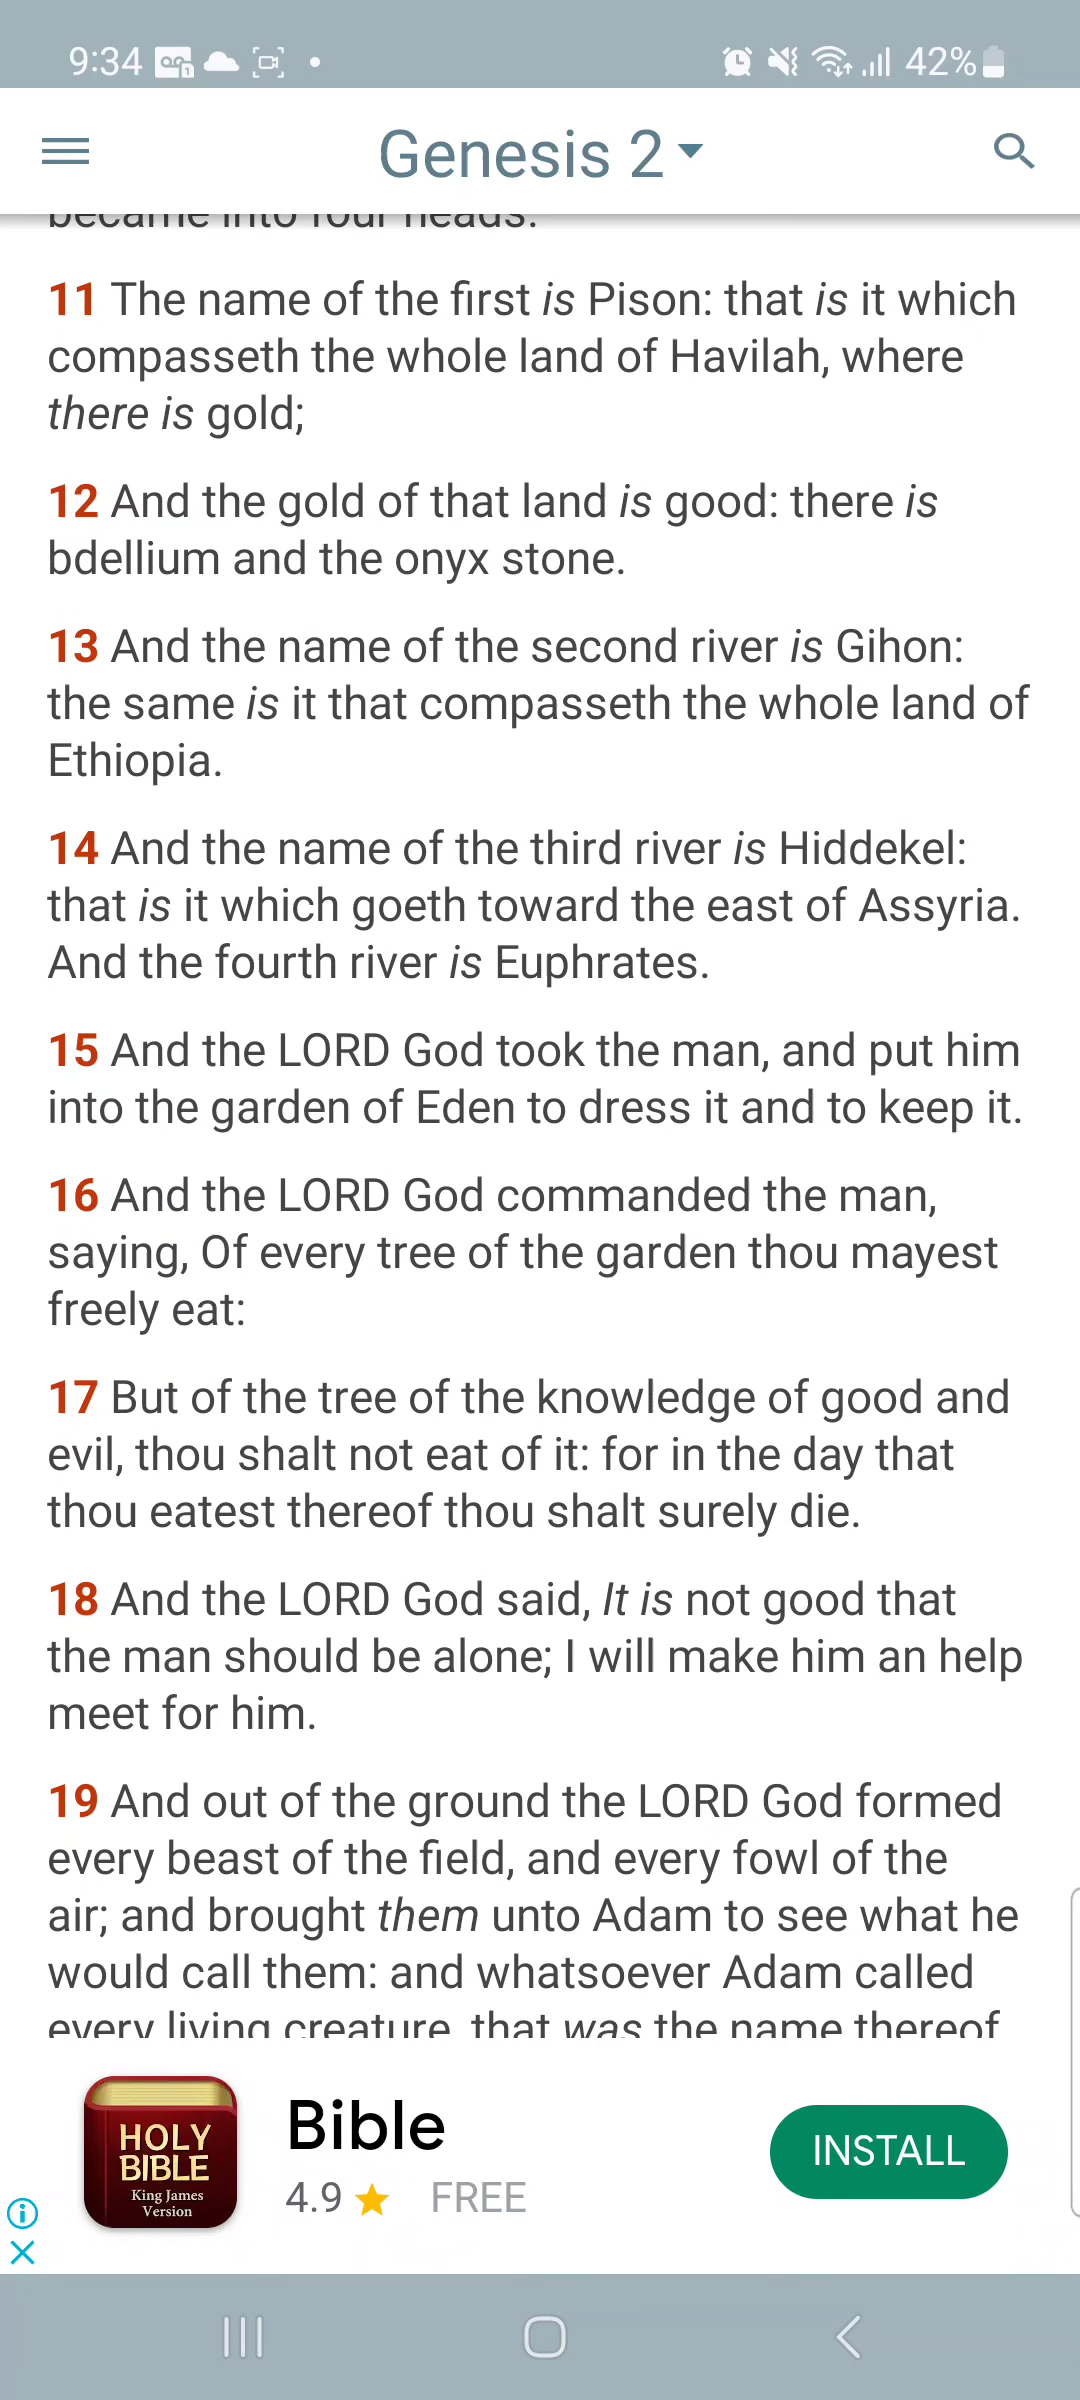 9:34
42%
Genesis 2
became into four heads.
11 The name of the first is Pison: that is it which
compasseth the whole land of Havilah, where
there is gold;
12 And the gold of that land is good: there is
bdellium and the onyx stone.
13 And the name of the second river is Gihon:
the same is it that compasseth the whole land of
Ethiopia.
14 And the name of the third river is Hiddekel:
that is it which goeth toward the east of Assyria.
And the fourth river is Euphrates.
15 And the LORD God took the man, and put him
into the garden of Eden to dress it and to keep it.
16 And the LORD God commanded the man,
saying, Of every tree of the garden thou mayest
freely eat:
17 But of the tree of the knowledge of good and
evil, thou shalt not eat of it: for in the day that
thou eatest thereof thou shalt surely die.
18 And the LORD God said, It is not good that
the man should be alone; I will make him an help
meet for him.
19 And out of the ground the LORD God formed
every beast of the field, and every fowl of the
air; and brought them unto Adam to see what he
would call them: and whatsoever Adam called
every living creature, that was the name thereof
HOLY
BIBLE
King James
Version
Bible
4.9 FREE
INSTALL